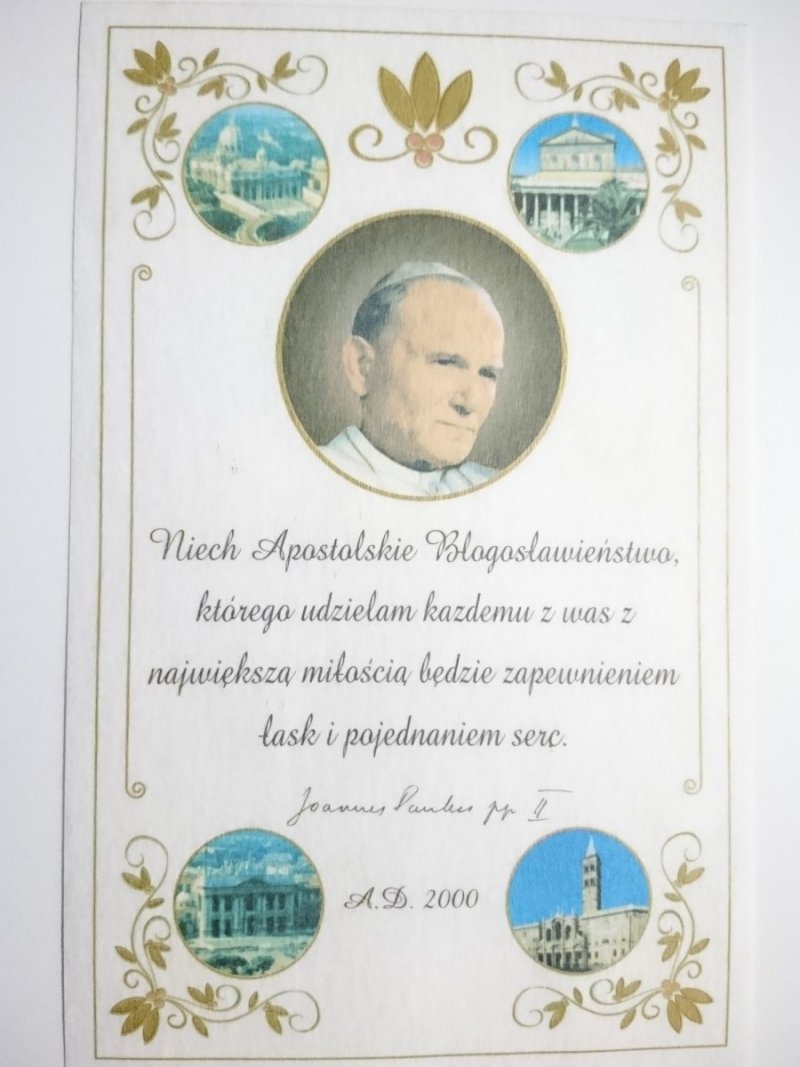 Niech Apostolskie Błogosławieństwo,
którego udzielam kazdemu z was z
największą miłością będzie zapewnieniem
łask i pojednaniem serc.
Joannes Paulus pp II
A.D. 2000